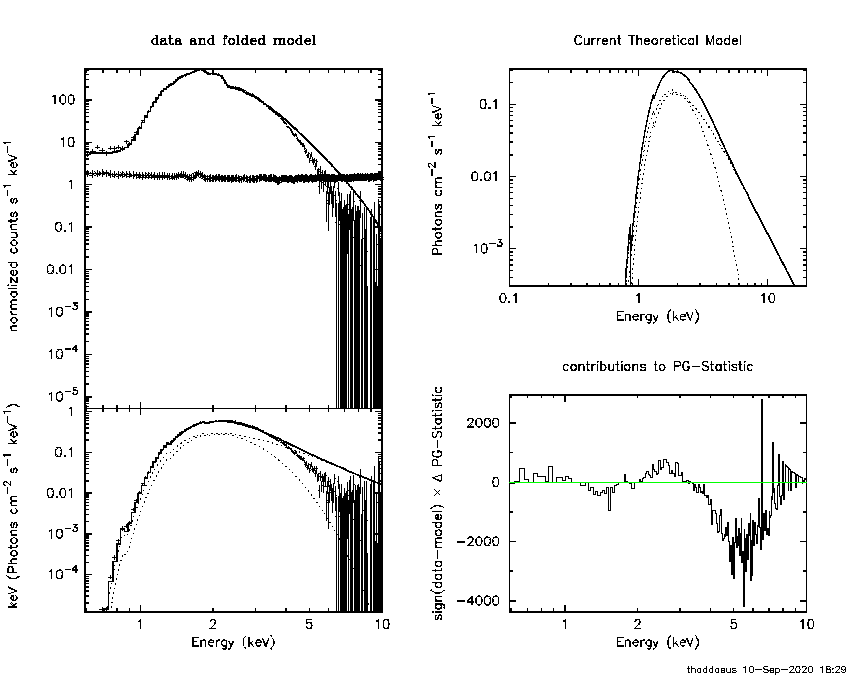 data and folded model
normalized counts s⁻¹ keV⁻¹
100
10
1
0.1
0.01
10⁻³
10⁻⁴
10⁻⁵
keV (Photons cm⁻² s⁻¹ keV⁻¹)
1
0.1
0.01
10⁻³
10⁻⁴
1 2 5 10
Energy (keV)
Current Theoretical Model
Photons cm⁻² s⁻¹ keV⁻¹
0.1
0.01
10⁻³
0.1 1 10
Energy (keV)
contributions to PG-Statistic
sign(data-model) × Δ PG-Statistic
2000
0
-2000
-4000
1 2 5 10
Energy (keV)
thaddaeus 10-Sep-2020 18:29